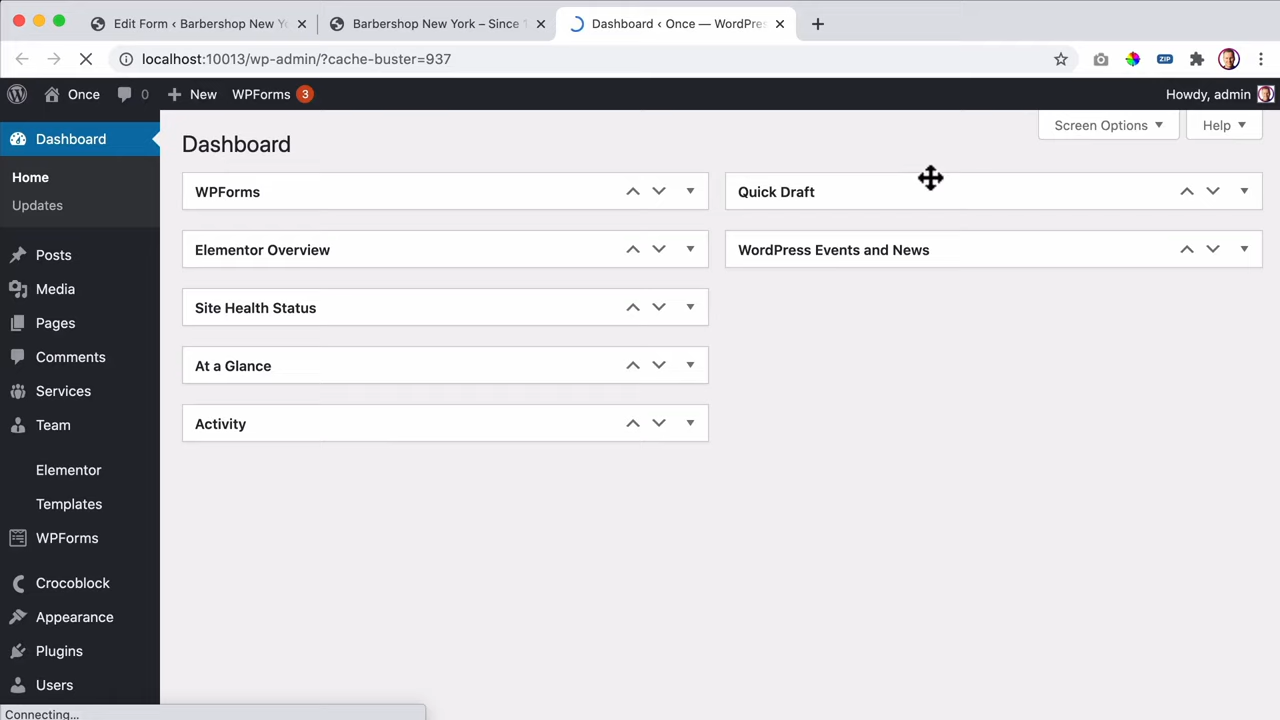 Edit Form ‹ Barbershop New Yo
Barbershop New York – Since 1
Dashboard ‹ Once — WordPres
localhost:10013/wp-admin/?cache-buster=937
ZIP
Once
0
New
WPForms
3
Howdy, admin
Dashboard
Home
Updates
Posts
Media
Pages
Comments
Services
Team
Elementor
Templates
WPForms
Crocoblock
Appearance
Plugins
Users
Connecting...
Dashboard
Screen Options
Help
WPForms
Elementor Overview
Site Health Status
At a Glance
Activity
Quick Draft
WordPress Events and News